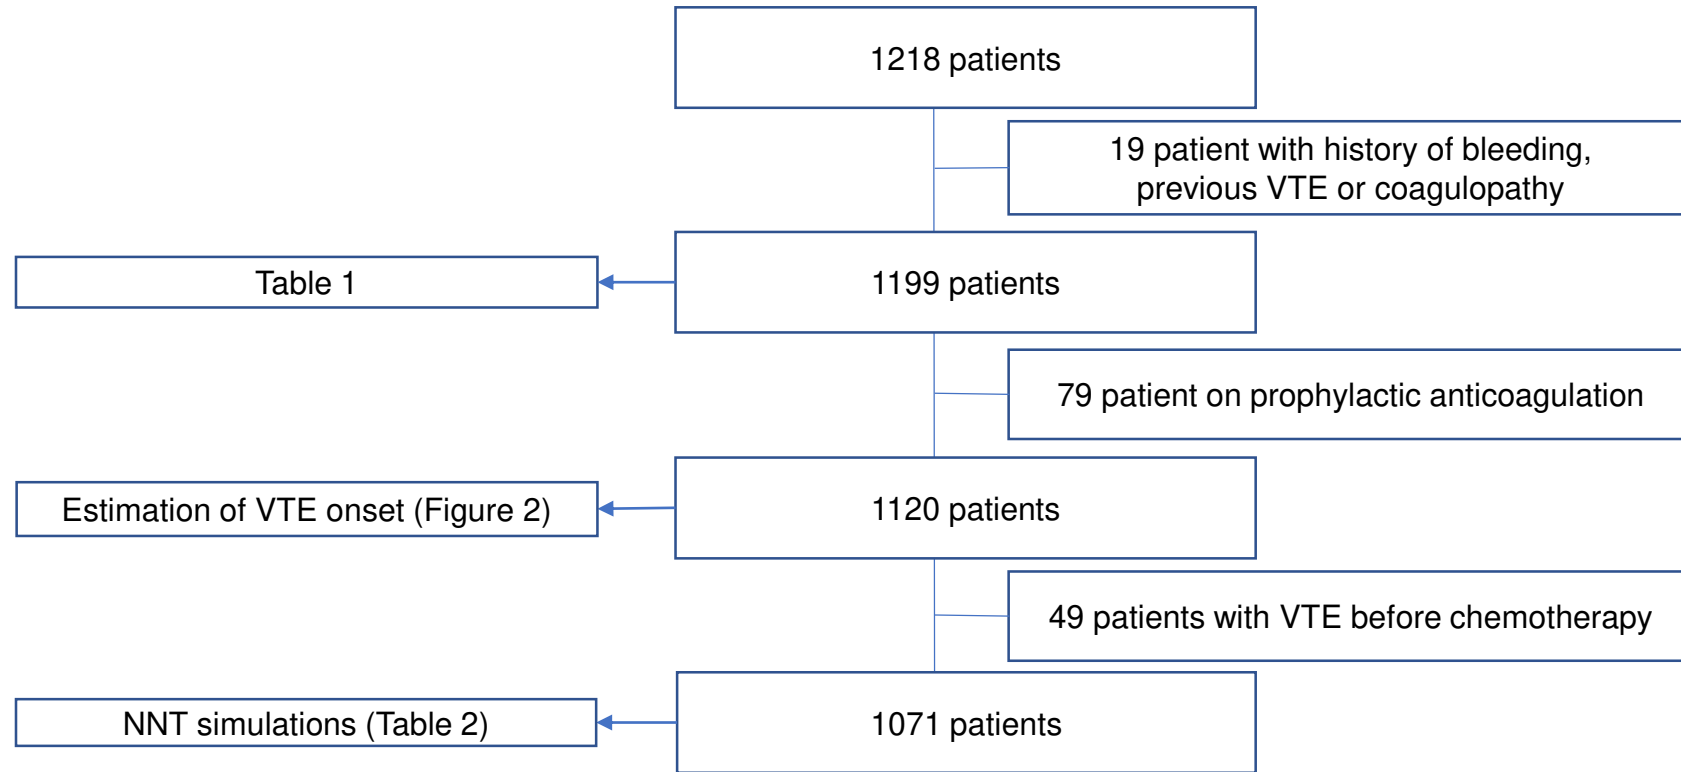 1218 patients
19 patient with history of bleeding,
previous VTE or coagulopathy
Table 1
1199 patients
79 patient on prophylactic anticoagulation
Estimation of VTE onset (Figure 2)
1120 patients
49 patients with VTE before chemotherapy
NNT simulations (Table 2)
1071 patients